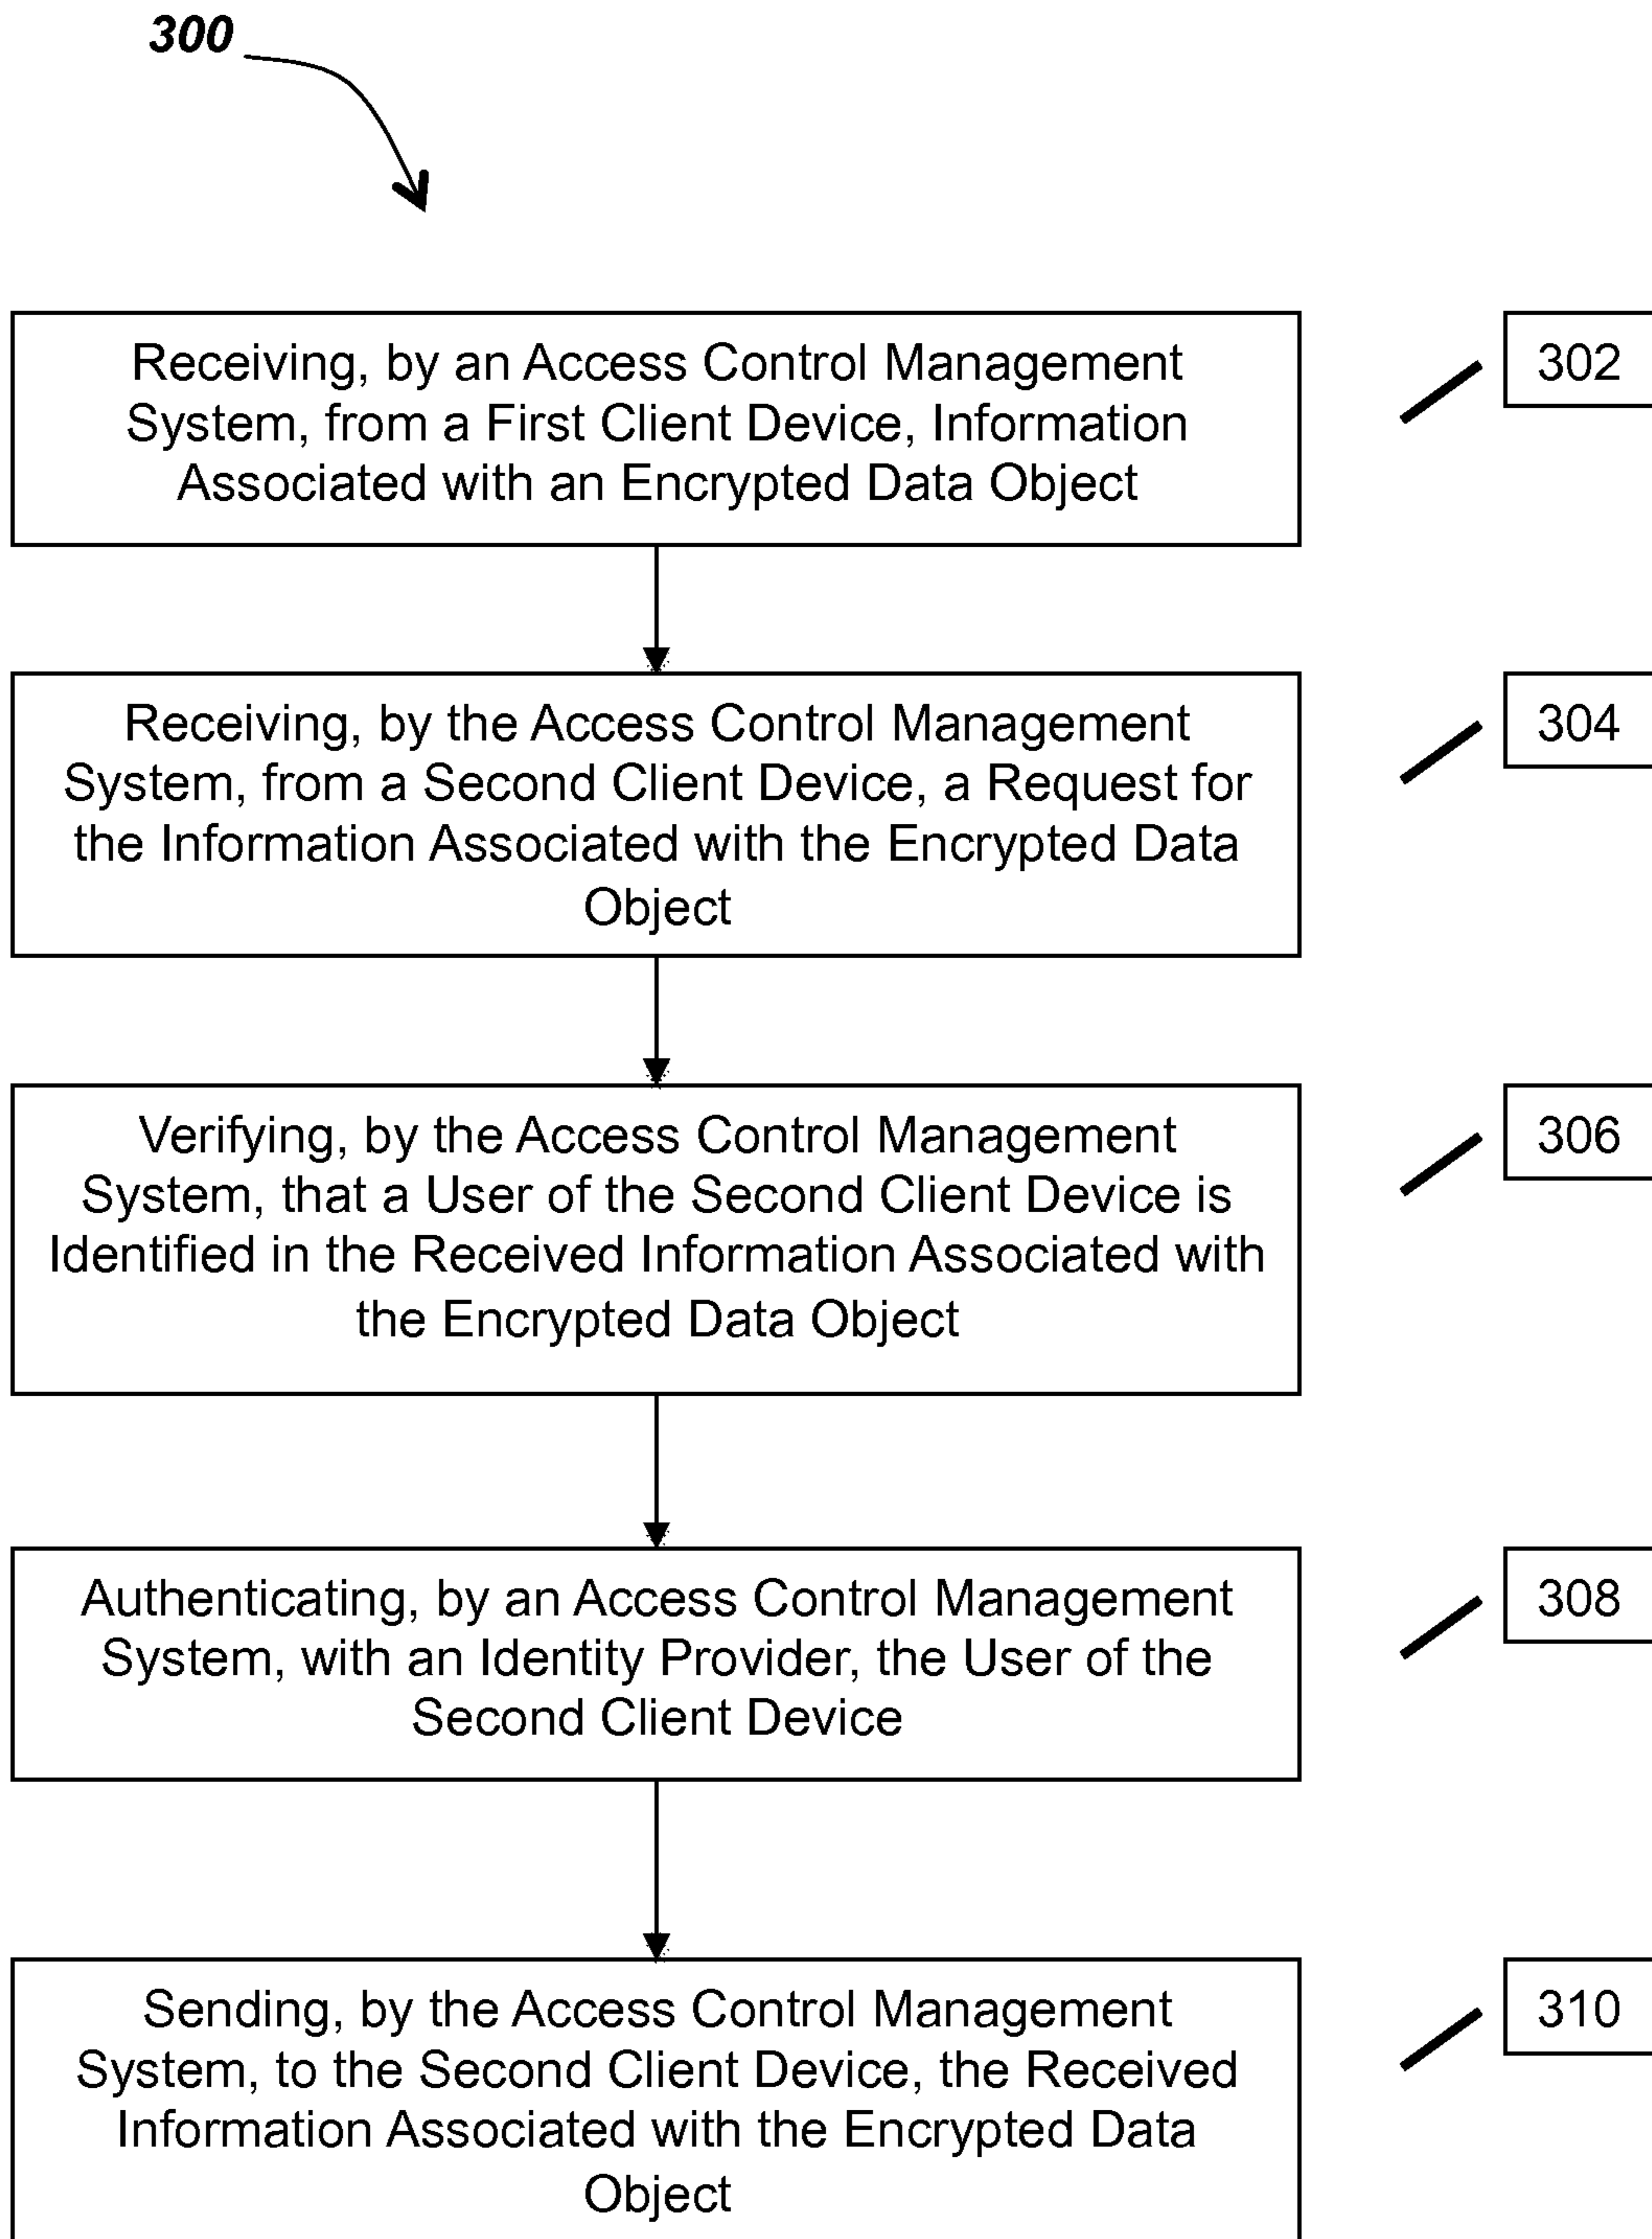 300
Receiving, by an Access Control Management
System, from a First Client Device, Information
Associated with an Encrypted Data Object
302
Receiving, by the Access Control Management
System, from a Second Client Device, a Request for
the Information Associated with the Encrypted Data
Object
304
Verifying, by the Access Control Management
System, that a User of the Second Client Device is
Identified in the Received Information Associated with
the Encrypted Data Object
306
Authenticating, by an Access Control Management
System, with an Identity Provider, the User of the
Second Client Device
308
Sending, by the Access Control Management
System, to the Second Client Device, the Received
Information Associated with the Encrypted Data
Object
310